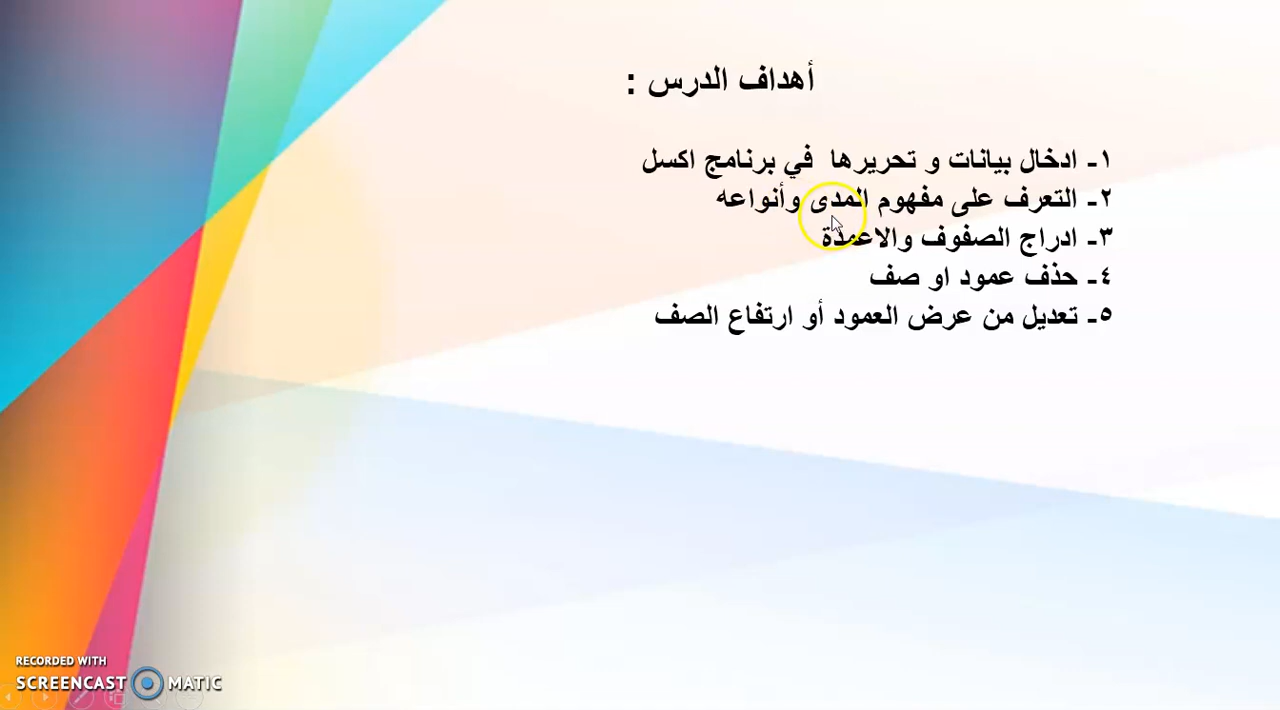 أهداف الدرس :
١- ادخال بيانات و تحريرها في برنامج اكسل
٢- التعرف على مفهوم المدى وأنواعه
٣- ادراج الصفوف والاعمدة
٤- حذف عمود او صف
٥- تعديل من عرض العمود أو ارتفاع الصف
RECORDED WITH
SCREENCAST MATIC